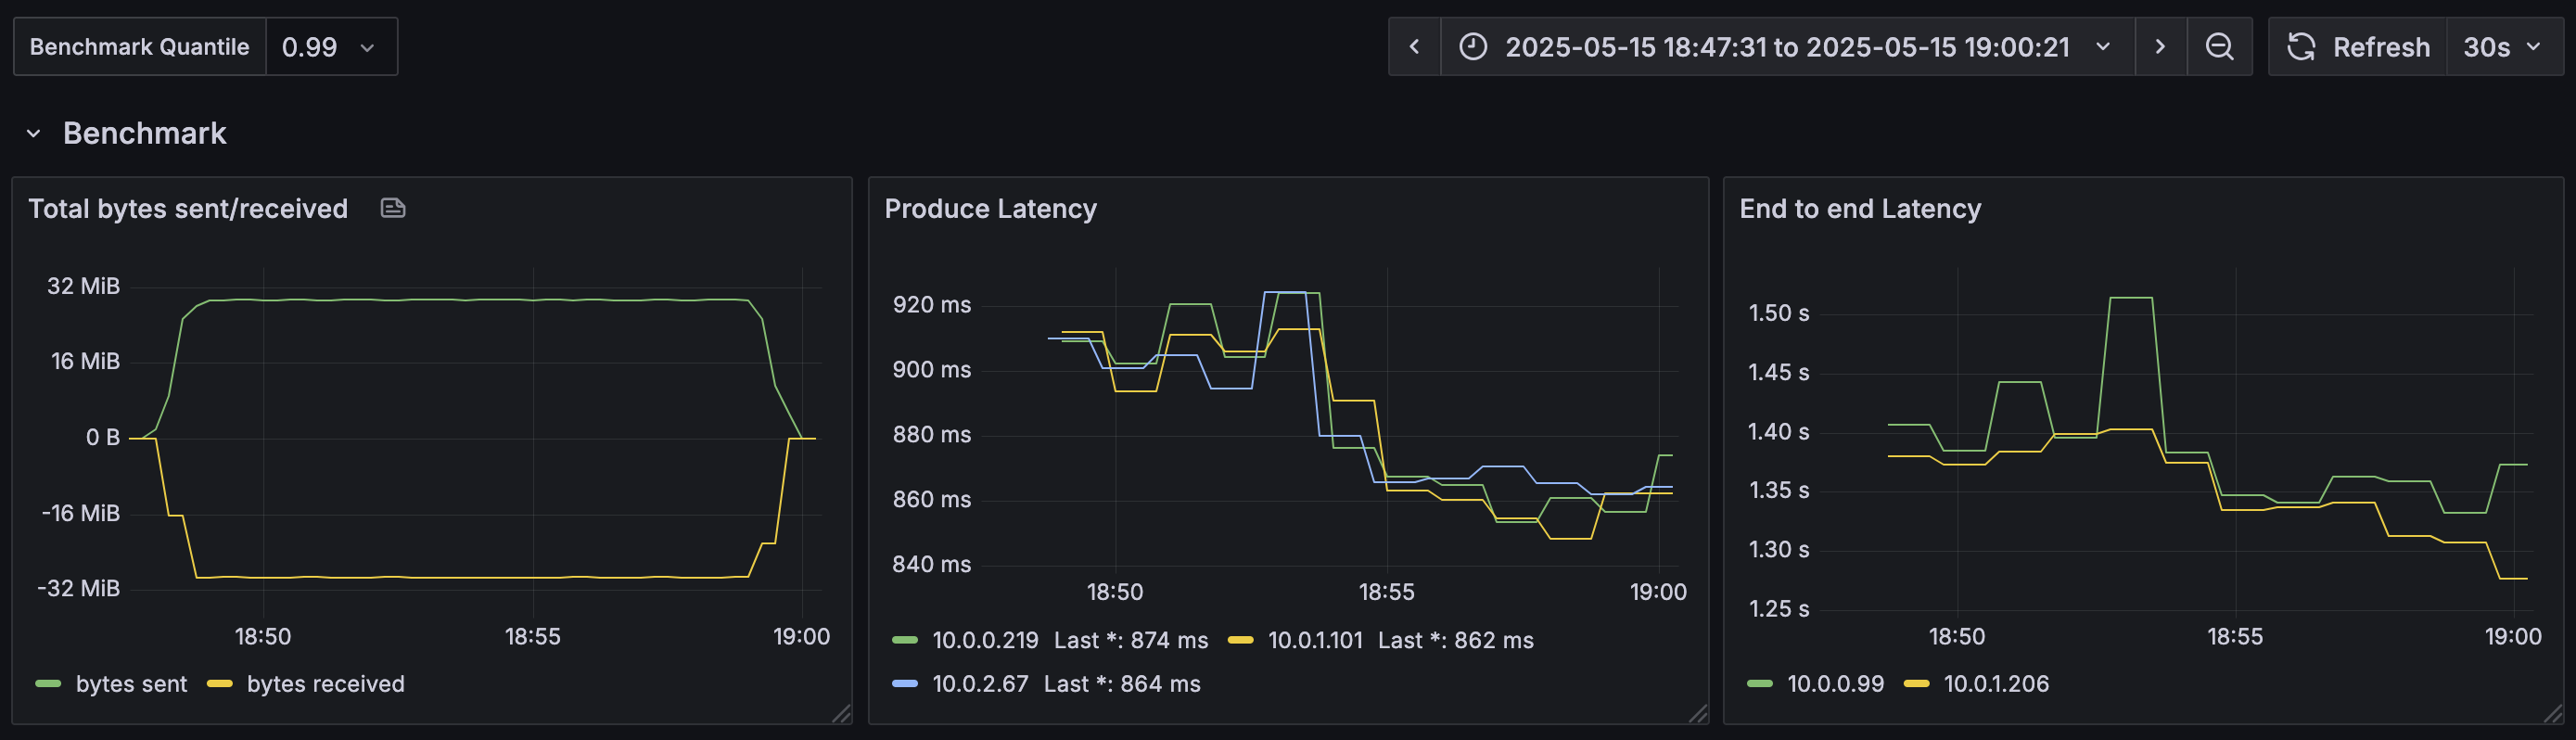 Benchmark Quantile 0.99 2025-05-15 18:47:31 to 2025-05-15 19:00:21 Refresh 30s
Benchmark
Total bytes sent/received
32 MiB
16 MiB
0 B
-16 MiB
-32 MiB
18:50 18:55 19:00
bytes sent bytes received
Produce Latency
920 ms
900 ms
880 ms
860 ms
840 ms
18:50 18:55 19:00
10.0.0.219 Last *: 874 ms 10.0.1.101 Last *: 862 ms
10.0.2.67 Last *: 864 ms
End to end Latency
1.50 s
1.45 s
1.40 s
1.35 s
1.30 s
1.25 s
18:50 18:55 19:00
10.0.0.99 10.0.1.206